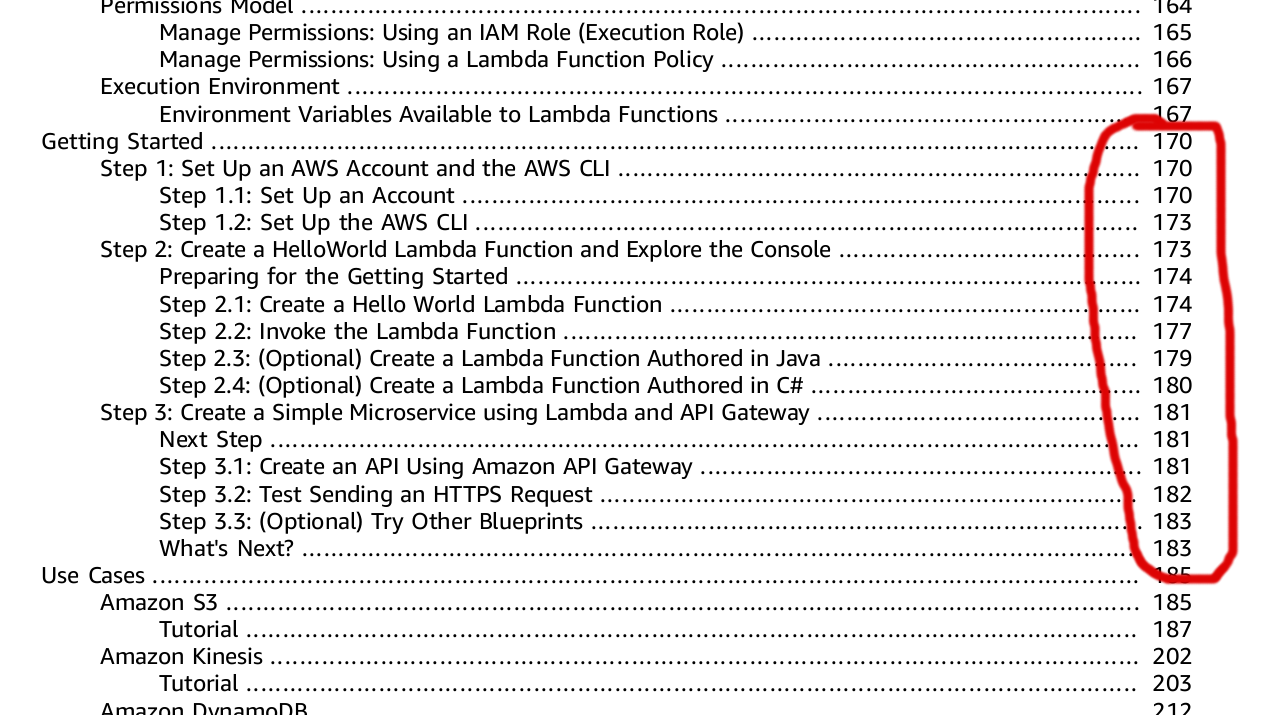 Permissions Model ........................................................................................................................ 164
Manage Permissions: Using an IAM Role (Execution Role) ...................................................... 165
Manage Permissions: Using a Lambda Function Policy .......................................................... 166
Execution Environment ................................................................................................................ 167
Environment Variables Available to Lambda Functions .......................................................... 167
Getting Started ................................................................................................................................ 170
Step 1: Set Up an AWS Account and the AWS CLI ........................................................................ 170
Step 1.1: Set Up an Account .............................................................................................. 170
Step 1.2: Set Up the AWS CLI ............................................................................................ 173
Step 2: Create a HelloWorld Lambda Function and Explore the Console .......................................... 173
Preparing for the Getting Started ...................................................................................... 174
Step 2.1: Create a Hello World Lambda Function ................................................................. 174
Step 2.2: Invoke the Lambda Function ................................................................................ 177
Step 2.3: (Optional) Create a Lambda Function Authored in Java ............................................ 179
Step 2.4: (Optional) Create a Lambda Function Authored in C# .............................................. 180
Step 3: Create a Simple Microservice using Lambda and API Gateway ............................................. 181
Next Step ......................................................................................................................... 181
Step 3.1: Create an API Using Amazon API Gateway ............................................................. 181
Step 3.2: Test Sending an HTTPS Request ........................................................................... 182
Step 3.3: (Optional) Try Other Blueprints ............................................................................ 183
What's Next? .................................................................................................................... 183
Use Cases ........................................................................................................................................ 185
Amazon S3 ................................................................................................................................ 185
Tutorial ............................................................................................................................ 187
Amazon Kinesis .......................................................................................................................... 202
Tutorial ............................................................................................................................ 203
Amazon DynamoDB 212